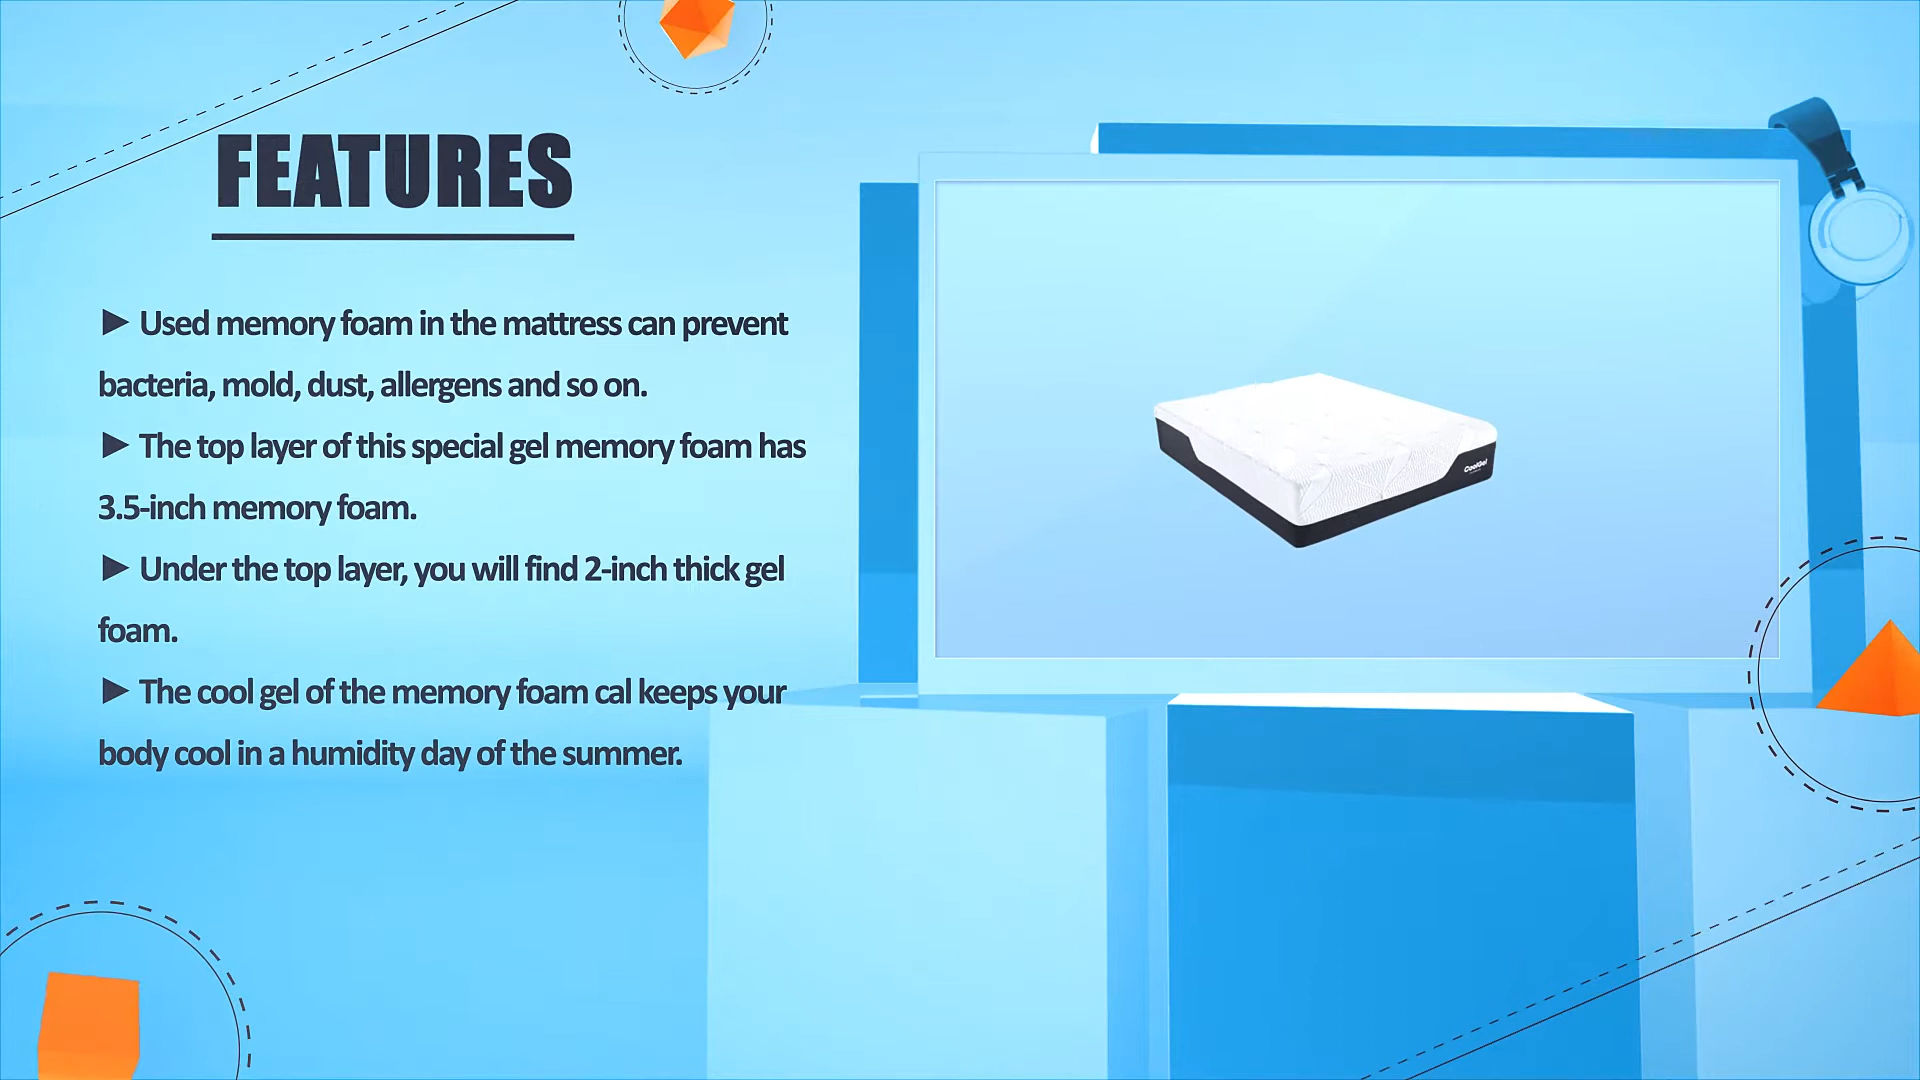 FEATURES
► Used memory foam in the mattress can prevent
bacteria, mold, dust, allergens and so on.
► The top layer of this special gel memory foam has
3.5-inch memory foam.
► Under the top layer, you will find 2-inch thick gel
foam.
► The cool gel of the memory foam cal keeps your
body cool in a humidity day of the summer.
CoolGel